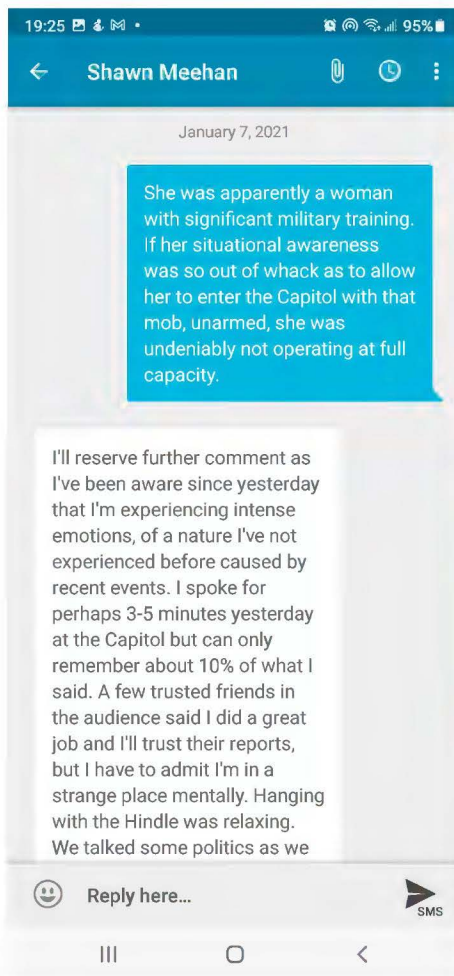 19:25 95%
Shawn Meehan
January 7, 2021
She was apparently a woman
with significant military training.
If her situational awareness
was so out of whack as to allow
her to enter the Capitol with that
mob, unarmed, she was
undeniably not operating at full
capacity.
I'll reserve further comment as
I've been aware since yesterday
that I'm experiencing intense
emotions, of a nature I've not
experienced before caused by
recent events. I spoke for
perhaps 3-5 minutes yesterday
at the Capitol but can only
remember about 10% of what I
said. A few trusted friends in
the audience said I did a great
job and I'll trust their reports,
but I have to admit I'm in a
strange place mentally. Hanging
with the Hindle was relaxing.
We talked some politics as we
Reply here...
SMS